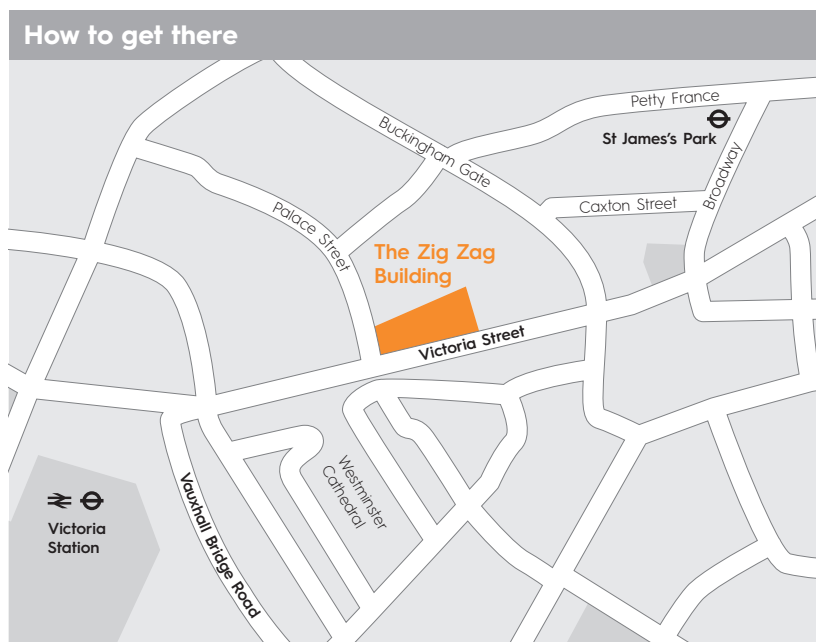 How to get there
Petty France
St James's Park
Buckingham Gate
Broadway
Caxton Street
Palace Street
The Zig Zag
Building
Victoria Street
Westminster
Cathedral
Vauxhall Bridge Road
Victoria
Station